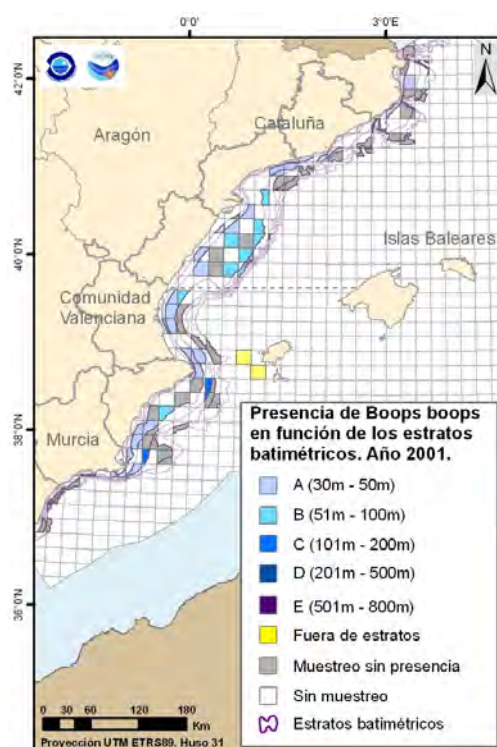 0°0'
3°0'E
N
42°0'N
Aragón
Cataluña
40°0'N
Islas Baleares
Comunidad
Valenciana
38°0'N
Murcia
36°0'N
Presencia de Boops boops
en función de los estratos
batimétricos. Año 2001.
A (30m - 50m)
B (51m - 100m)
C (101m - 200m)
D (201m - 500m)
E (501m - 800m)
Fuera de estratos
Muestreo sin presencia
Sin muestreo
Estratos batimétricos
0 30 60 120 180
Km
Proyección UTM ETRS89. Huso 31